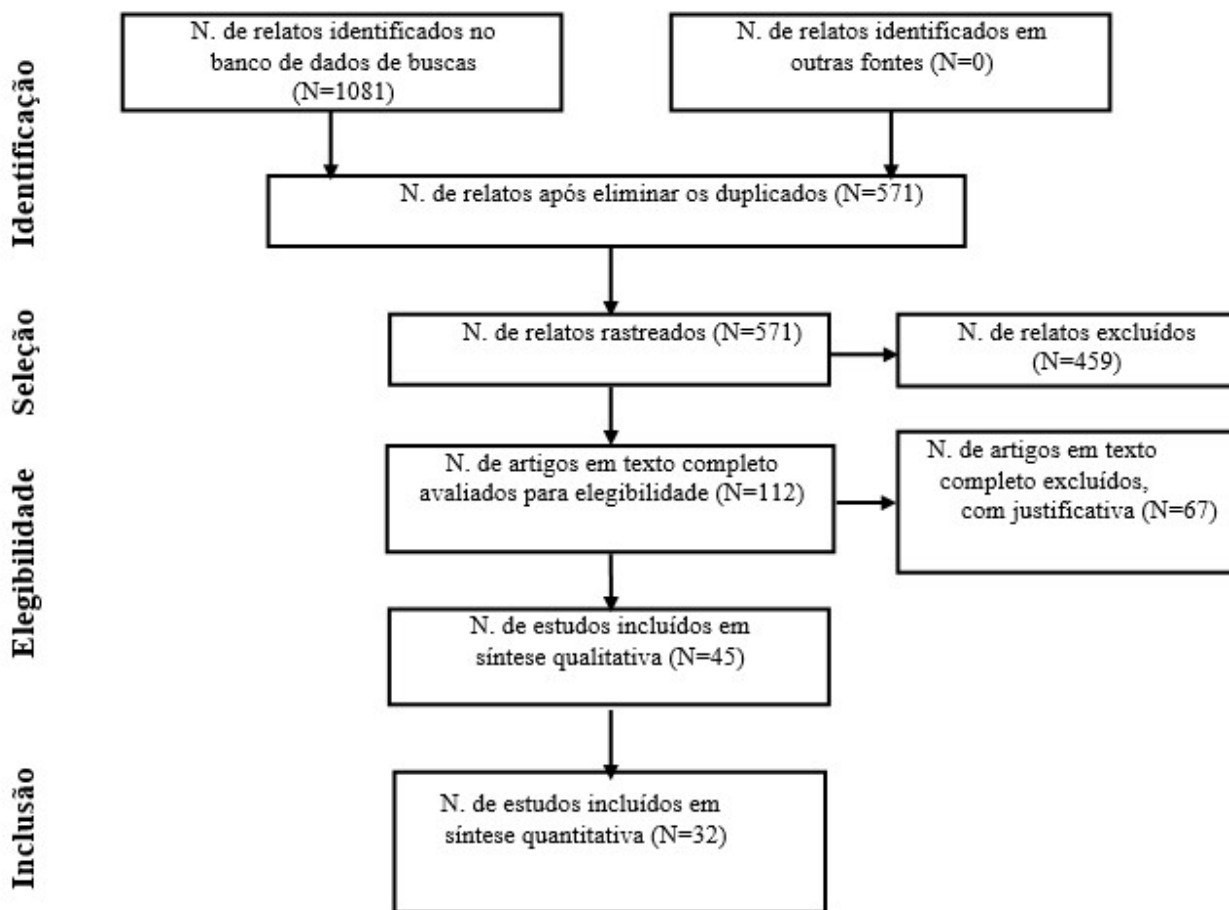 Identificação
N. de relatos identificados no
banco de dados de buscas
(N=1081)
N. de relatos identificados em
outras fontes (N=0)
N. de relatos após eliminar os duplicados (N=571)
Seleção
N. de relatos rastreados (N=571)
N. de relatos excluídos
(N=459)
Elegibilidade
N. de artigos em texto completo
avaliados para elegibilidade (N=112)
N. de artigos em texto
completo excluídos,
com justificativa (N=67)
N. de estudos incluídos em
síntese qualitativa (N=45)
Inclusão
N. de estudos incluídos em
síntese quantitativa (N=32)